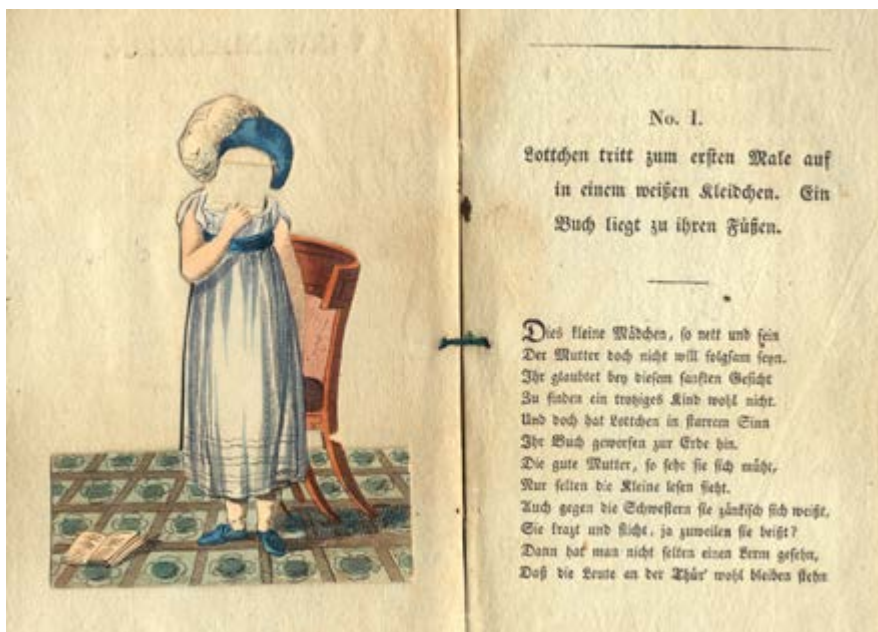 No. I.
Lottchen tritt zum ersten Male auf
in einem weißen Kleidchen. Ein
Buch liegt zu ihren Füßen.
Dies kleine Mädchen, so nett und fein
Der Mutter doch nicht will folgsam seyn.
Ihr glaubtet bey diesem sanften Gesicht
Zu finden ein trotziges Kind wohl nicht.
Und doch hat Lottchen in starrem Sinn
Ihr Buch geworfen zur Erde hin.
Die gute Mutter, so sehr sie sich müht,
Nur selten die Kleine lesen sieht.
Auch gegen die Schwestern sie zänkisch sich weißt,
Sie krazt und sticht, ja zuweilen sie beißt?
Dann hat man nicht selten einen Lerm gesehn,
Daß die Leute an der Thür' wohl bleiben stehn